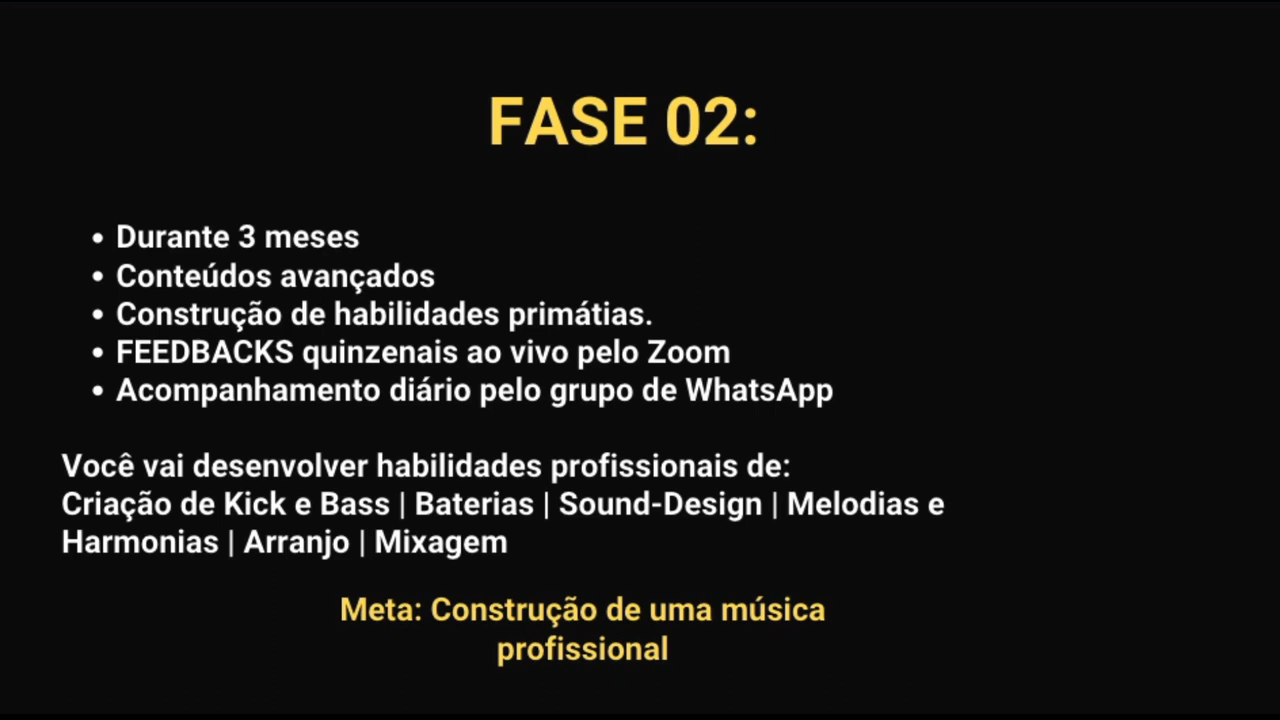 FASE 02:
• Durante 3 meses
• Conteúdos avançados
• Construção de habilidades primátias.
• FEEDBACKS quinzenais ao vivo pelo Zoom
• Acompanhamento diário pelo grupo de WhatsApp
Você vai desenvolver habilidades profissionais de:
Criação de Kick e Bass | Baterias | Sound-Design | Melodias e
Harmonias | Arranjo | Mixagem
Meta: Construção de uma música
profissional